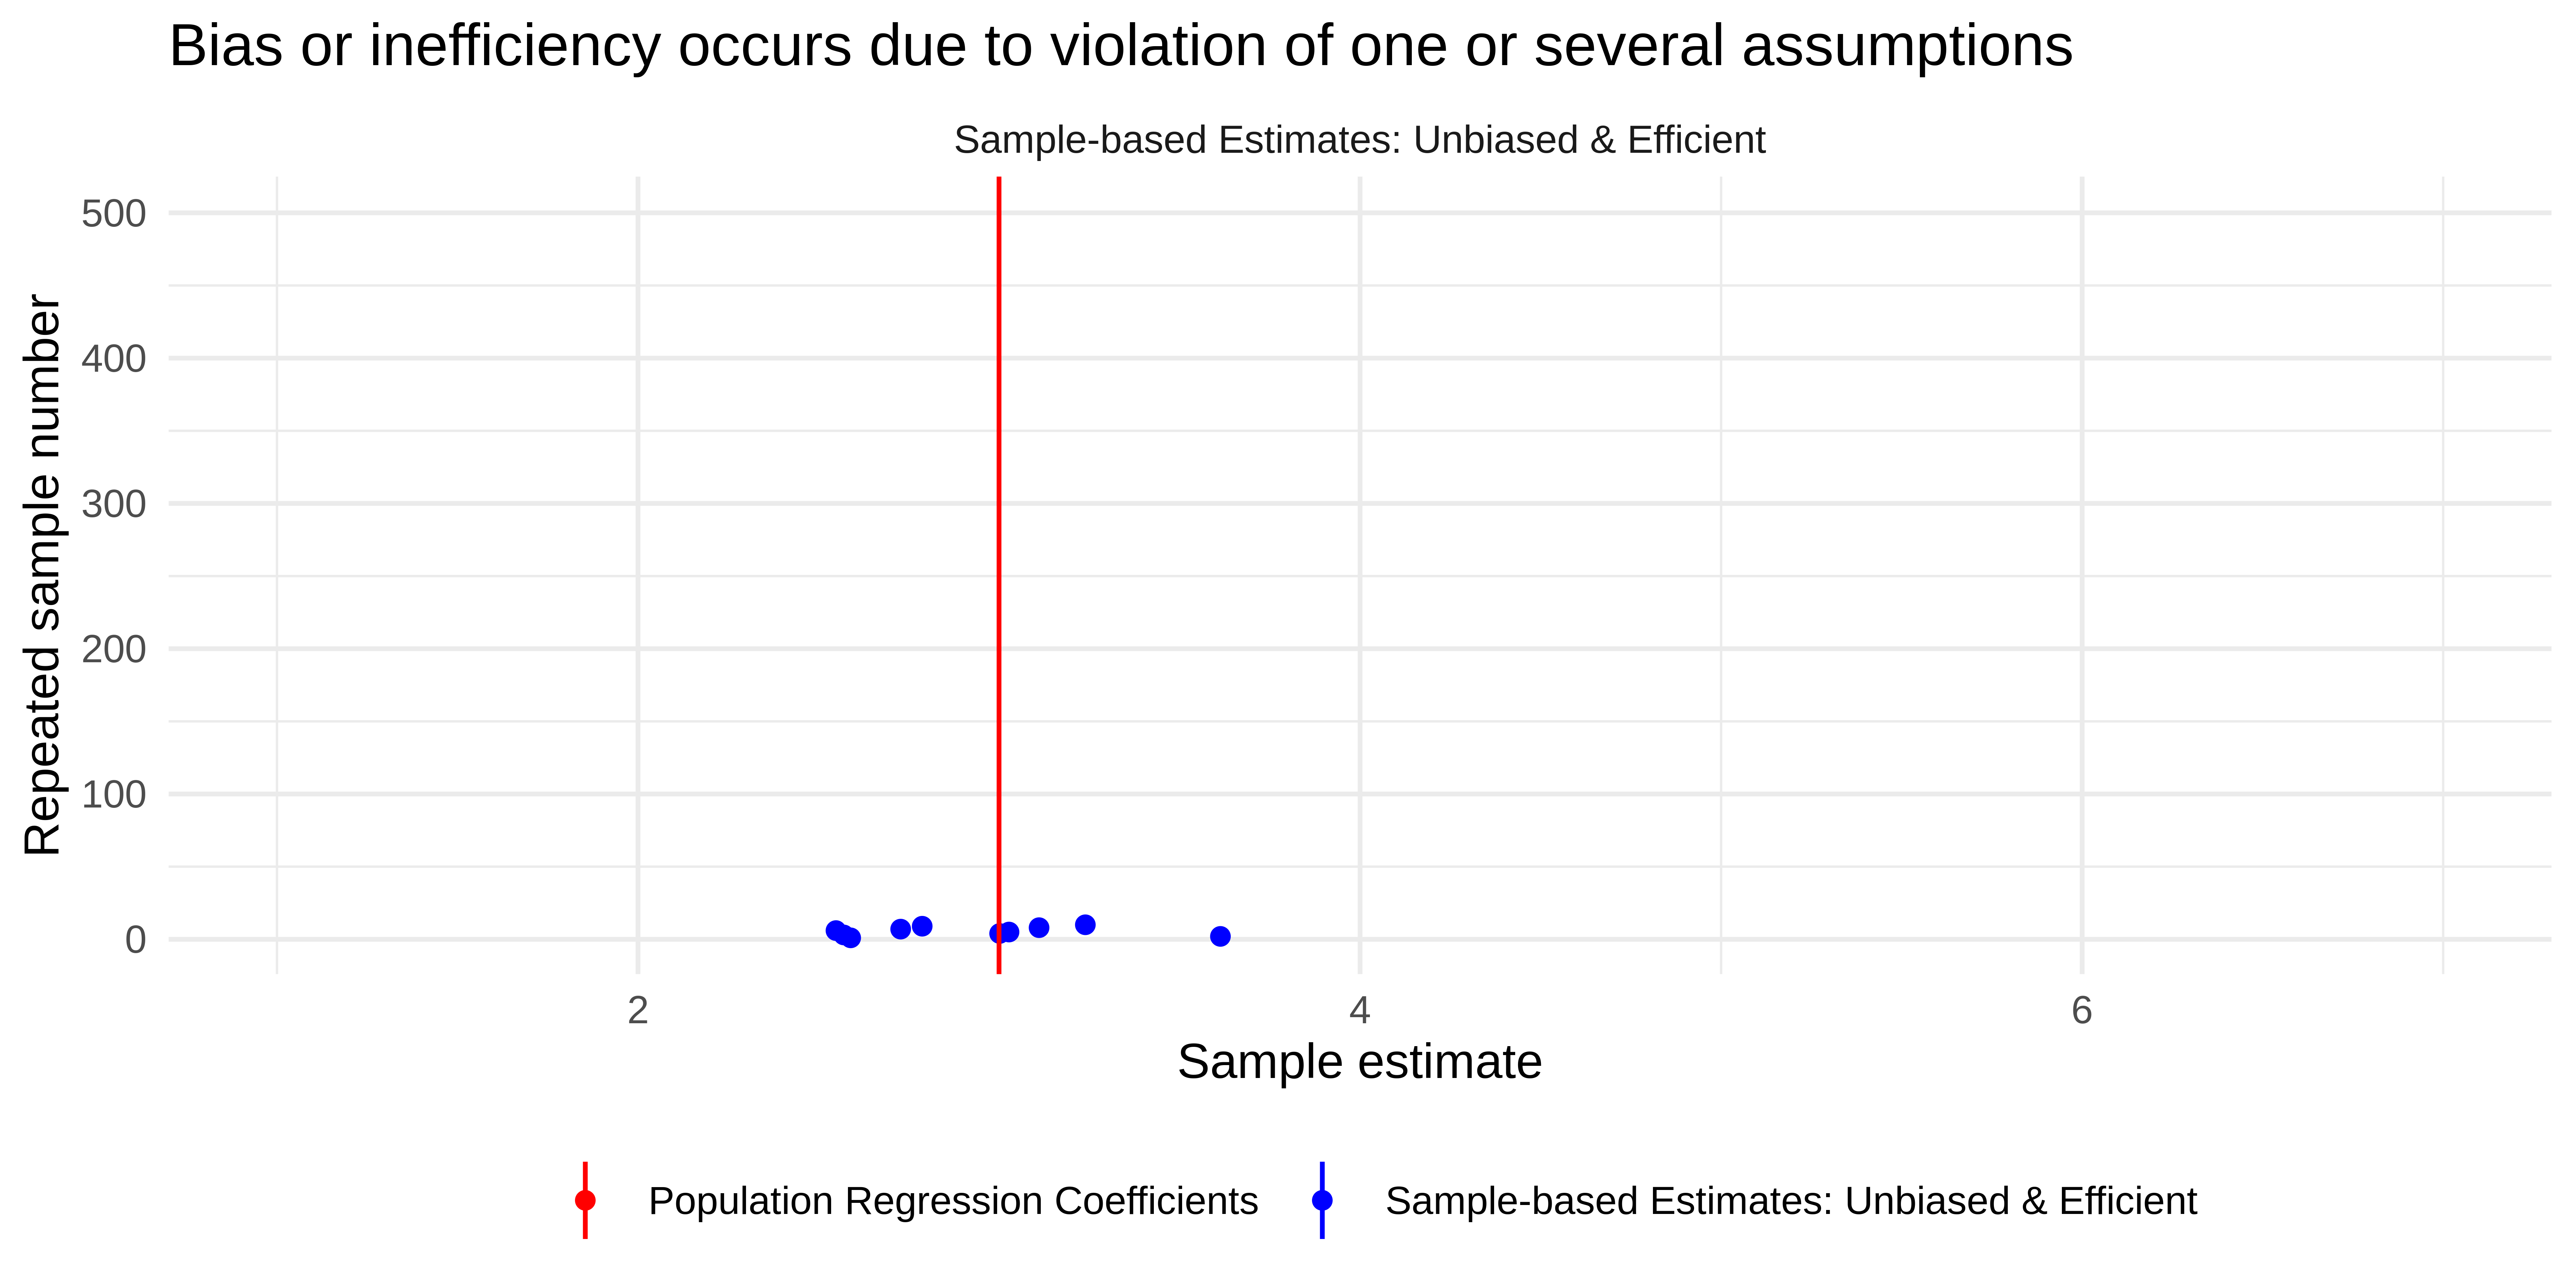 Bias or inefficiency occurs due to violation of one or several assumptions
Sample-based Estimates: Unbiased & Efficient
Repeated sample number
500
400
300
200
100
0
2
4
6
Sample estimate
Population Regression Coefficients
Sample-based Estimates: Unbiased & Efficient